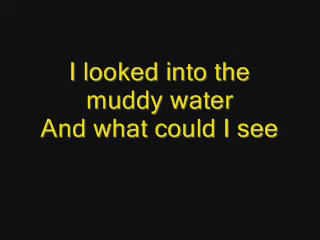 I looked into the
muddy water
And what could I see